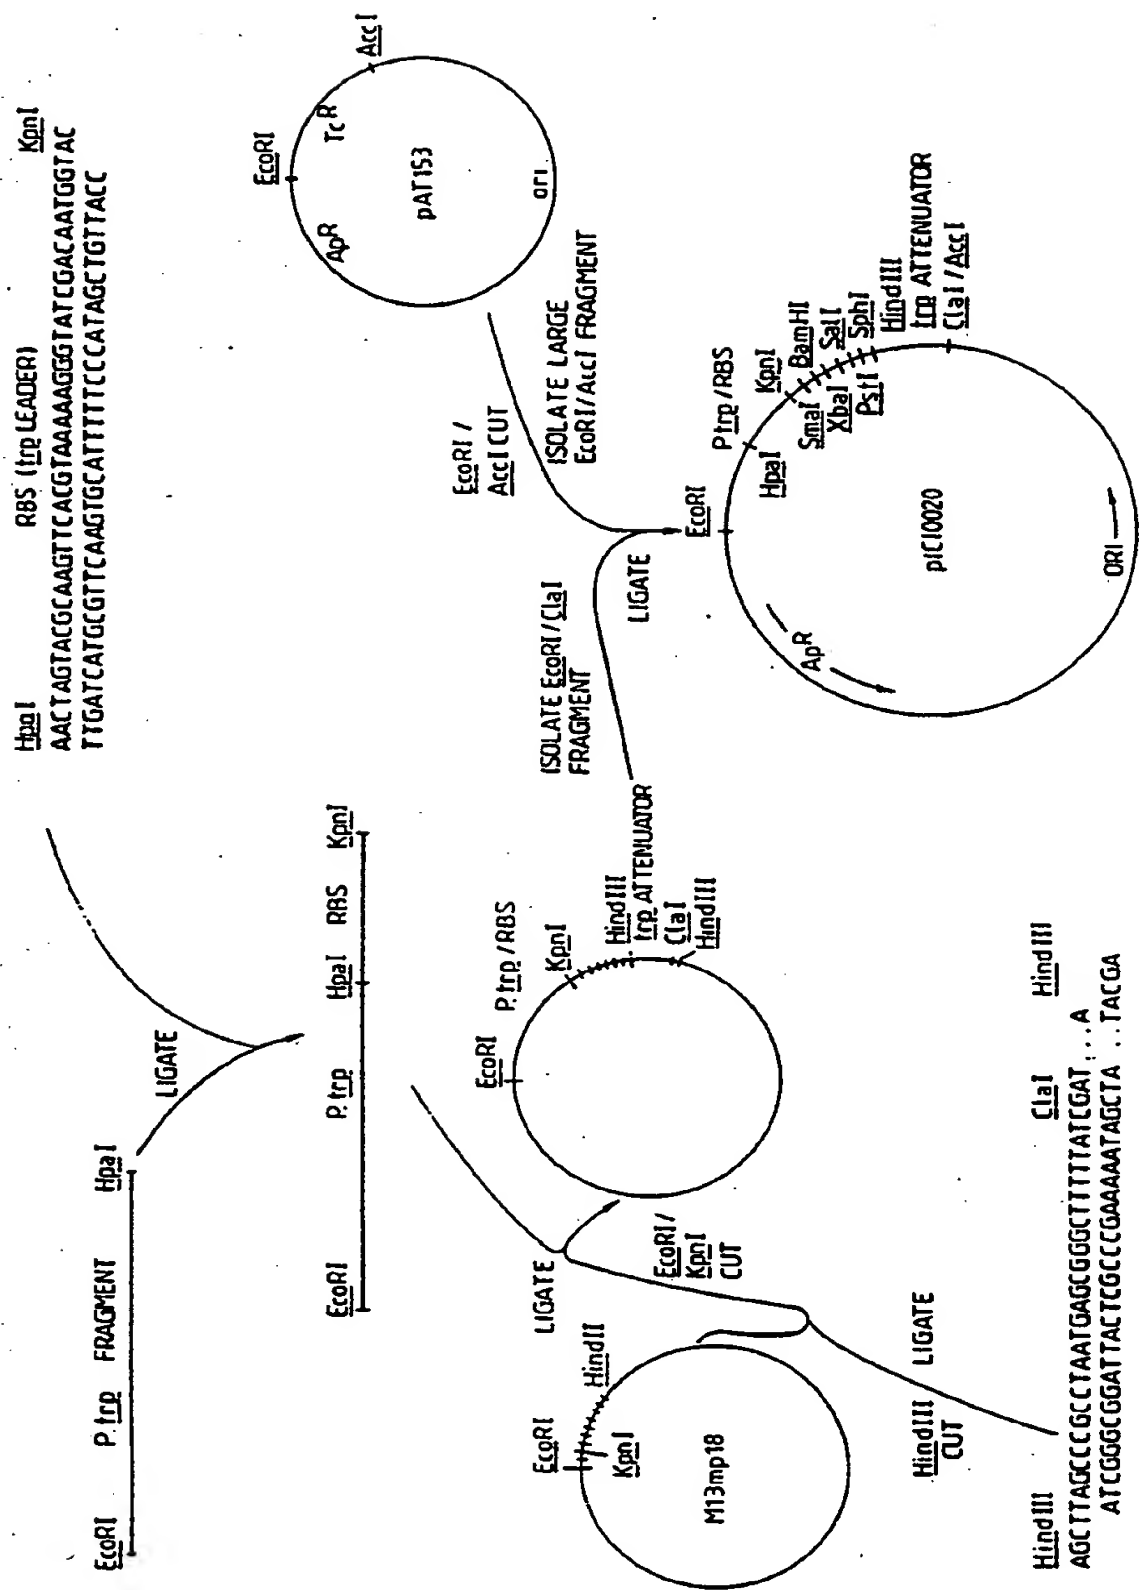 EcoRI P.trp FRAGMENT HpaI
HpaI RBS (trp LEADER) KpnI
AACTAGTACGCAAGTTCACGTAAAAAGGGTATCGACAATGGTAC
TTGATCATGCGTTCAAGTGCATTTTTCCCATAGCTGTTACC
LIGATE
EcoRI P.trp HpaI RBS KpnI
EcoRI
ApR
TcR
AccI
pAT153
ori
EcoRI /
AccI CUT
ISOLATE LARGE
EcoRI/AccI FRAGMENT
LIGATE
EcoRI/
KpnI
CUT
EcoRI
KpnI
HindII
M13mp18
EcoRI
P.trp/RBS
KpnI
HindIII
trp ATTENUATOR
ClaI
HindIII
ISOLATE EcoRI/ClaI
FRAGMENT
LIGATE
EcoRI
P trp/RBS
HpaI
KpnI
SmaI
BamHI
XbaI
SalI
PstI
SphI
HindIII
trp ATTENUATOR
ClaI/AccI
ApR
pICI0020
ORI
HindIII
CUT
LIGATE
HindIII ClaI HindIII
AGCTTAGCCCGCCTAATGAGCGGGCTTTTTATCGAT...A
ATCGGGCGGATTACTCGCCCGAAAAATAGCTA ..TACGA